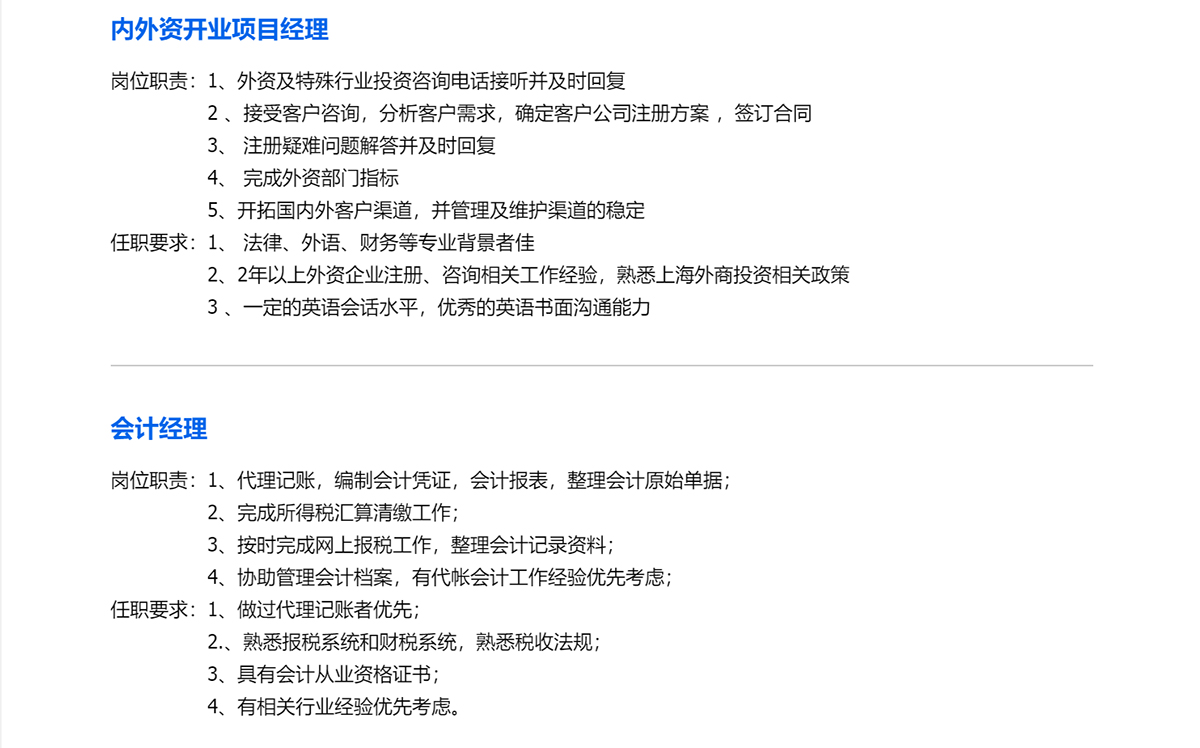 内外资开业项目经理
岗位职责：1、外资及特殊行业投资咨询电话接听并及时回复
2 、接受客户咨询，分析客户需求，确定客户公司注册方案 ，签订合同
3、 注册疑难问题解答并及时回复
4、 完成外资部门指标
5、开拓国内外客户渠道，并管理及维护渠道的稳定
任职要求：1、 法律、外语、财务等专业背景者佳
2、2年以上外资企业注册、咨询相关工作经验，熟悉上海外商投资相关政策
3 、一定的英语会话水平，优秀的英语书面沟通能力
会计经理
岗位职责：1、代理记账，编制会计凭证，会计报表，整理会计原始单据；
2、完成所得税汇算清缴工作；
3、按时完成网上报税工作，整理会计记录资料；
4、协助管理会计档案，有代帐会计工作经验优先考虑；
任职要求：1、做过代理记账者优先；
2.、熟悉报税系统和财税系统，熟悉税收法规；
3、具有会计从业资格证书；
4、有相关行业经验优先考虑。